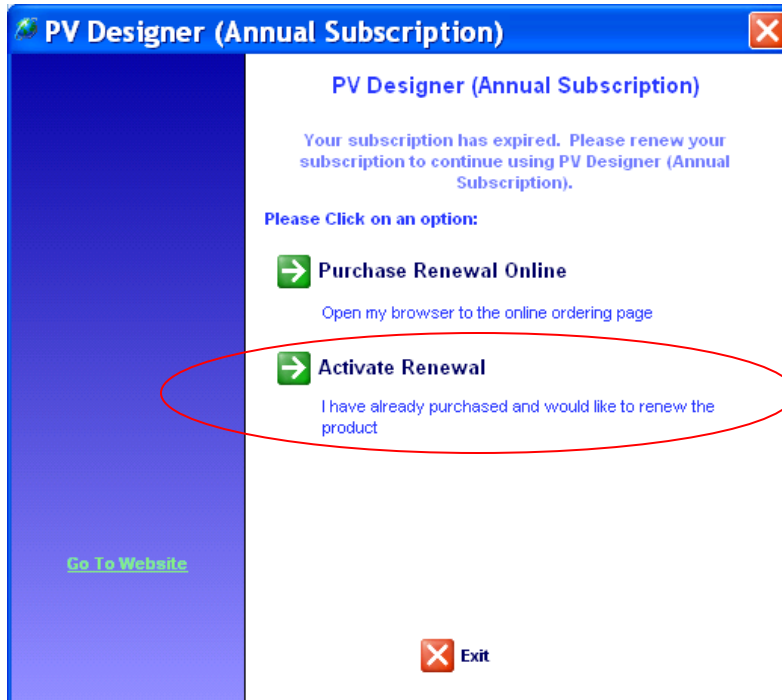 PV Designer (Annual Subscription)
PV Designer (Annual Subscription)
Your subscription has expired. Please renew your
subscription to continue using PV Designer (Annual
Subscription).
Please Click on an option:
Purchase Renewal Online
Open my browser to the online ordering page
Activate Renewal
I have already purchased and would like to renew the
product
Go To Website
Exit